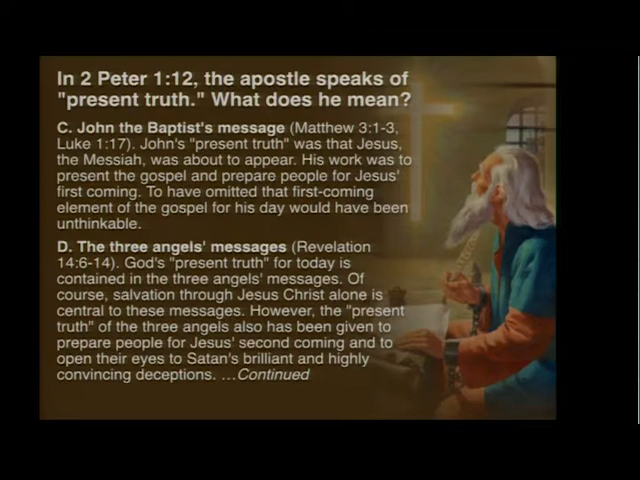 In 2 Peter 1:12, the apostle speaks of
"present truth." What does he mean?
C. John the Baptist's message (Matthew 3:1-3,
Luke 1:17). John's "present truth" was that Jesus,
the Messiah, was about to appear. His work was to
present the gospel and prepare people for Jesus'
first coming. To have omitted that first-coming
element of the gospel for his day would have been
unthinkable.
D. The three angels' messages (Revelation
14:6-14). God's "present truth" for today is
contained in the three angels' messages. Of
course, salvation through Jesus Christ alone is
central to these messages. However, the "present
truth" of the three angels also has been given to
prepare people for Jesus' second coming and to
open their eyes to Satan's brilliant and highly
convincing deceptions. ...Continued